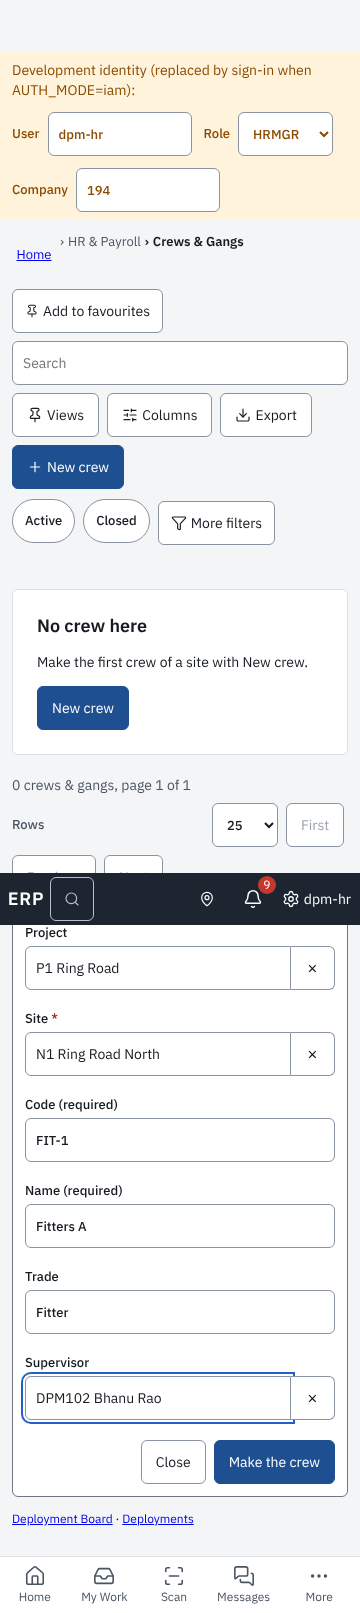 Development identity (replaced by sign-in when
AUTH_MODE=iam):
User dpm-hr Role HRMGR
Company 194
Home › HR & Payroll › Crews & Gangs
Add to favourites
Search
Views Columns Export
+ New crew
Active Closed More filters
No crew here
Make the first crew of a site with New crew.
New crew
0 crews & gangs, page 1 of 1
Rows 25 First
ERP 9 dpm-hr
Project
P1 Ring Road ×
Site *
N1 Ring Road North ×
Code (required)
FIT-1
Name (required)
Fitters A
Trade
Fitter
Supervisor
DPM102 Bhanu Rao ×
Close Make the crew
Deployment Board · Deployments
Home My Work Scan Messages More